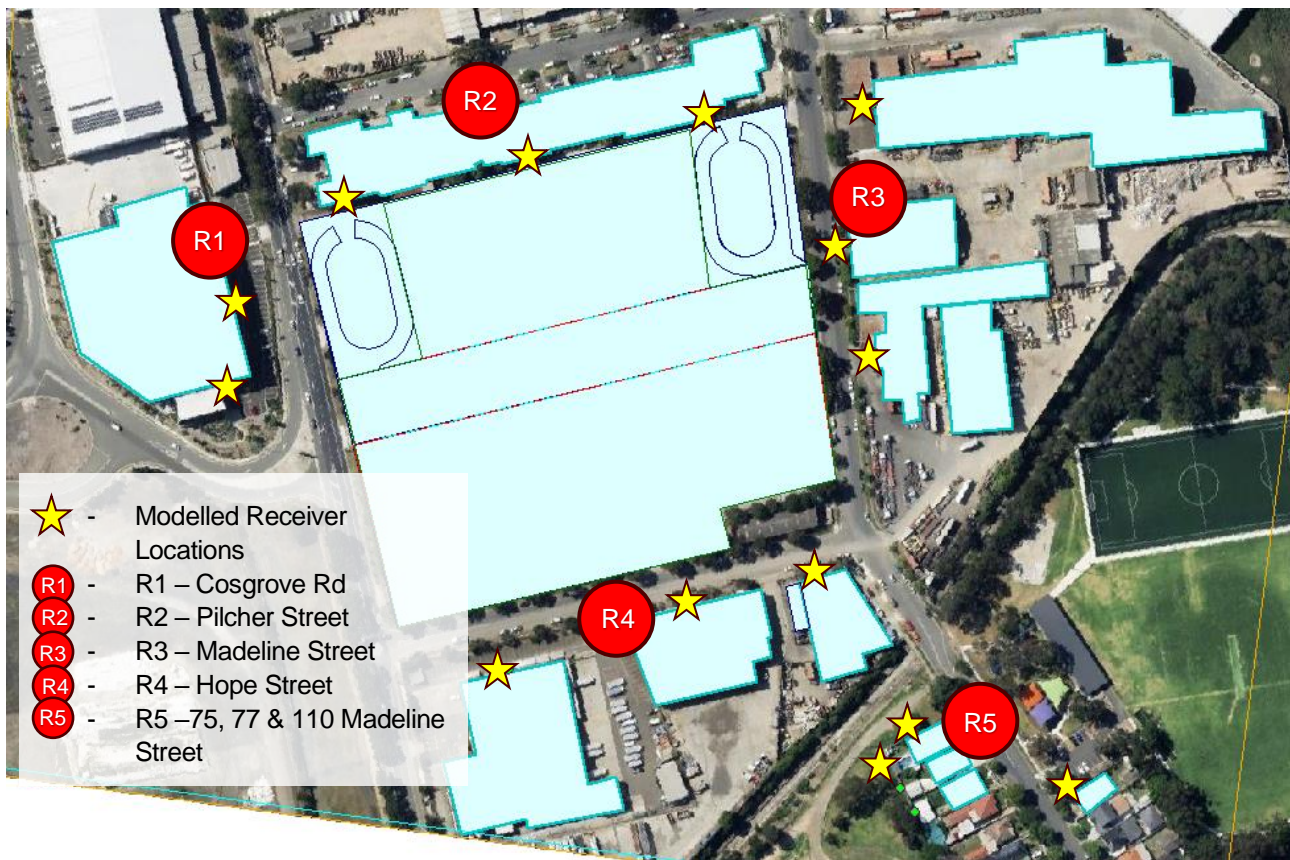 R2
R3
R1
R4
R5
- Modelled Receiver
Locations
R1 - R1 – Cosgrove Rd
R2 - R2 – Pilcher Street
R3 - R3 – Madeline Street
R4 - R4 – Hope Street
R5 - R5 –75, 77 & 110 Madeline
Street